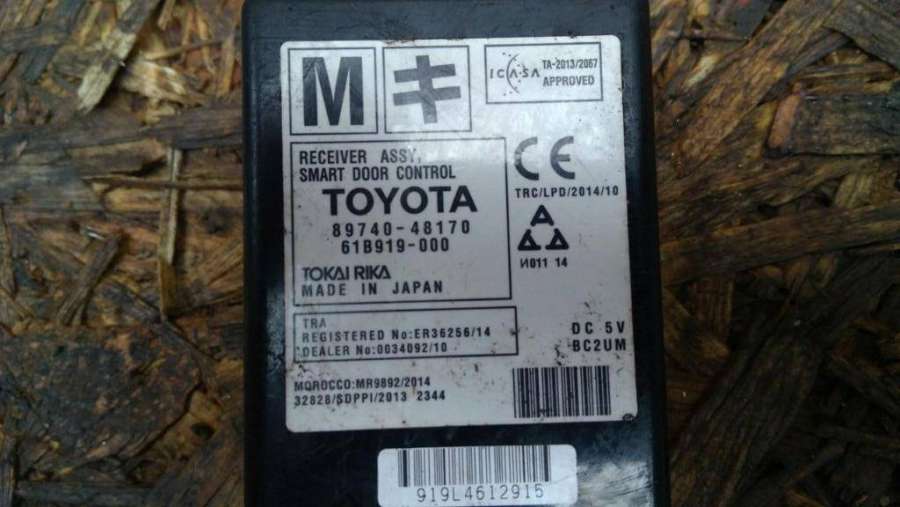 M キ
ICASA TA-2013/2067
APPROVED
RECEIVER ASSY,
SMART DOOR CONTROL
TOYOTA
89740-48170
61B919-000
TOKAI RIKA
MADE IN JAPAN
CE
TRC/LPD/2014/10
И011 14
TRA
REGISTERED No:ER36256/14
DEALER No:0034092/10
DC 5V
BC2UM
MOROCCO:MR9892/2014
32828/SDPPI/2013 2344
919L4612915